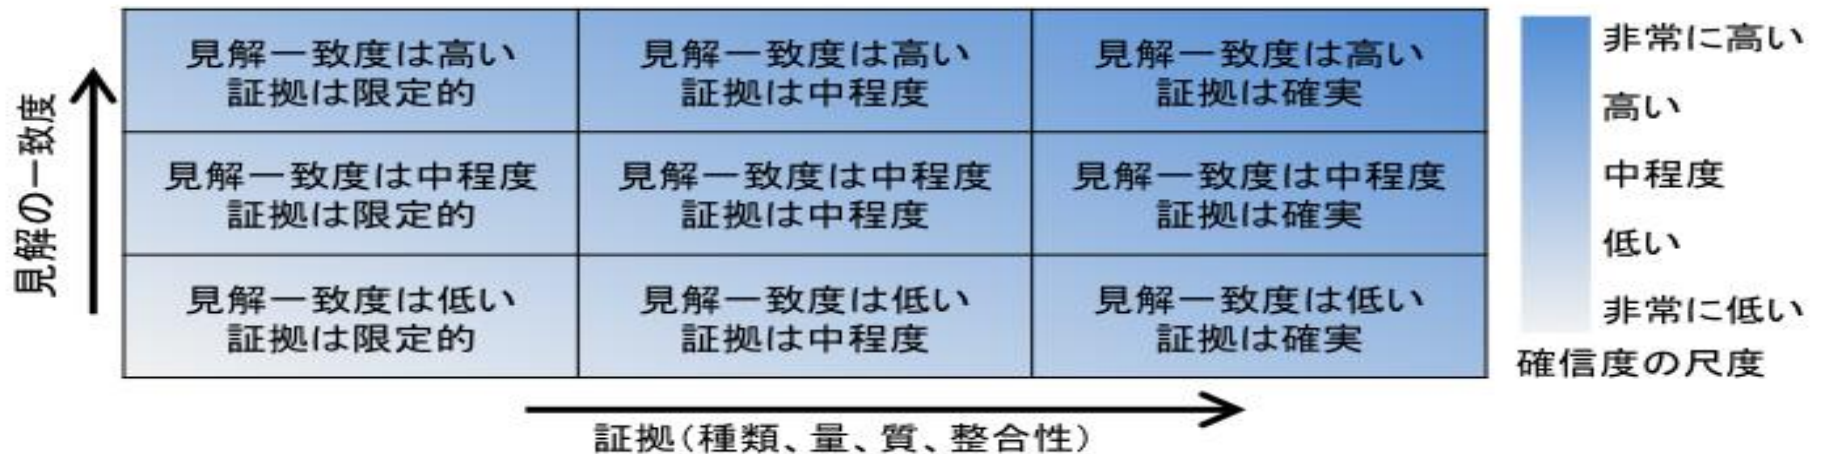 見解の一致度
見解一致度は高い
証拠は限定的
見解一致度は高い
証拠は中程度
見解一致度は高い
証拠は確実
見解一致度は中程度
証拠は限定的
見解一致度は中程度
証拠は中程度
見解一致度は中程度
証拠は確実
見解一致度は低い
証拠は限定的
見解一致度は低い
証拠は中程度
見解一致度は低い
証拠は確実
証拠(種類、量、質、整合性)
非常に高い
高い
中程度
低い
非常に低い
確信度の尺度